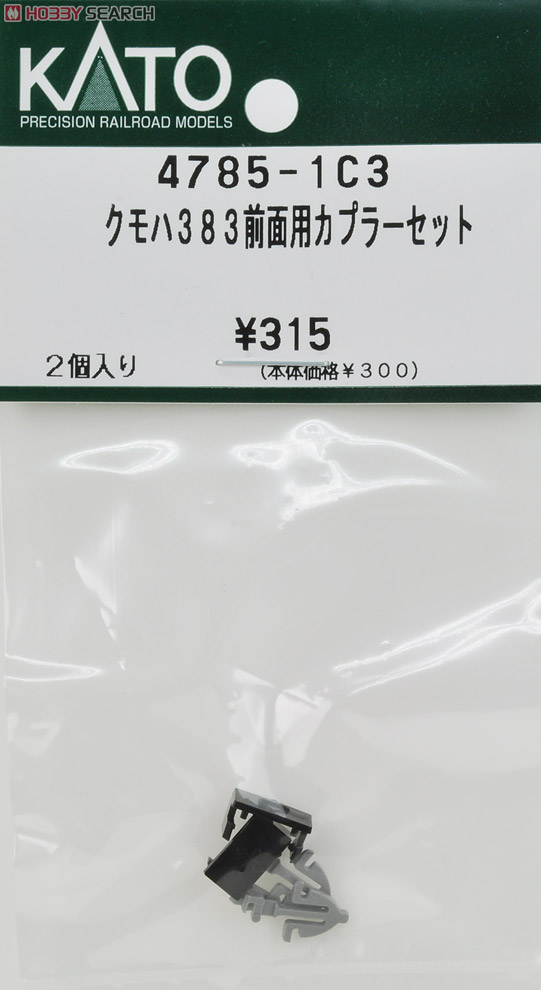 HOBBY SEARCH
KATO
PRECISION RAILROAD MODELS
4785-1C3
クモハ383前面用カプラーセット
¥315
2個入り
(本体価格¥300)